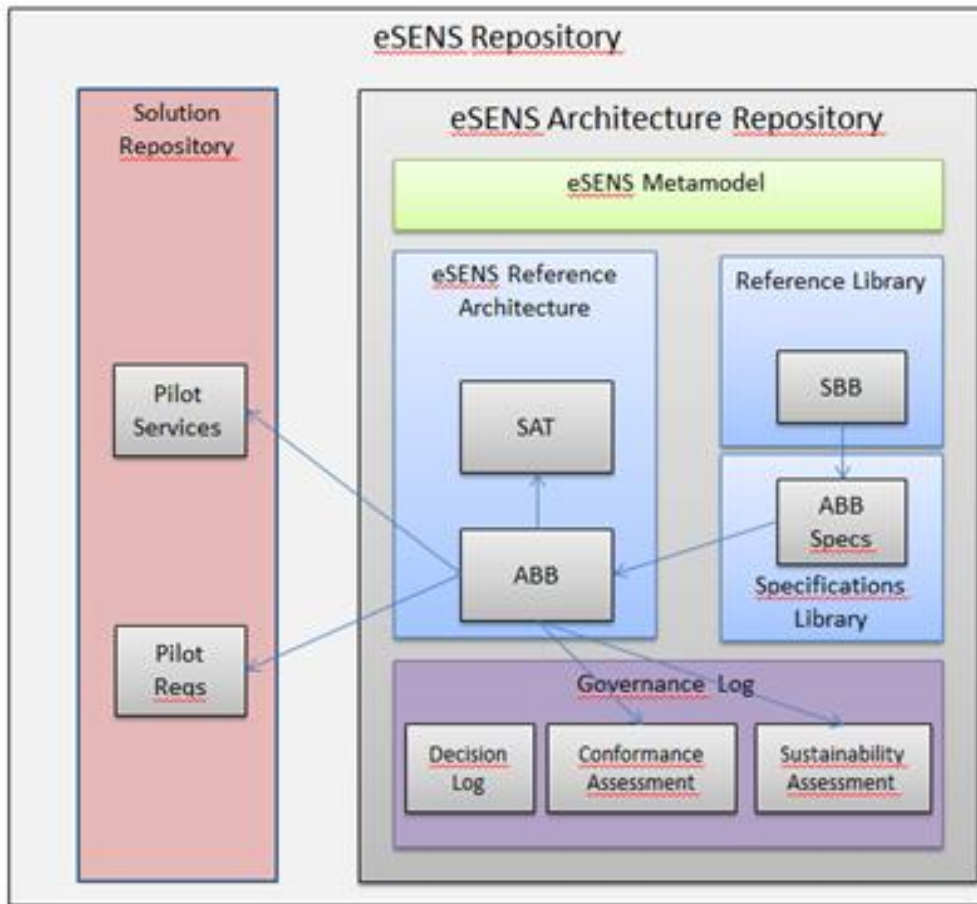 eSENS Repository
Solution
Repository
Pilot
Services
Pilot
Reqs
eSENS Architecture Repository
eSENS Metamodel
eSENS Reference
Architecture
SAT
ABB
Reference Library
SBB
ABB
Specs
Specifications
Library
Governance Log
Decision
Log
Conformance
Assessment
Sustainability
Assessment